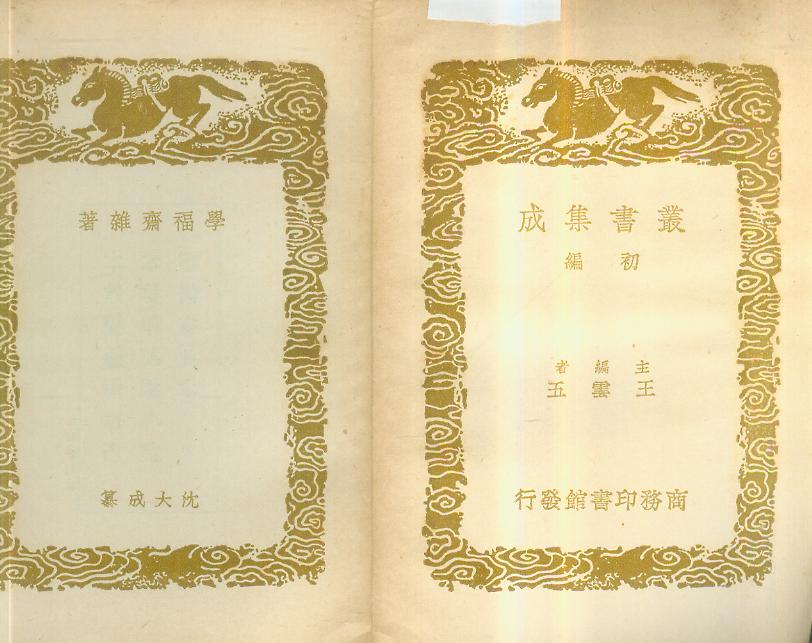 叢書集成
初編
主編者
王雲五
商務印書館發行
學福齋雜著
沈大成纂